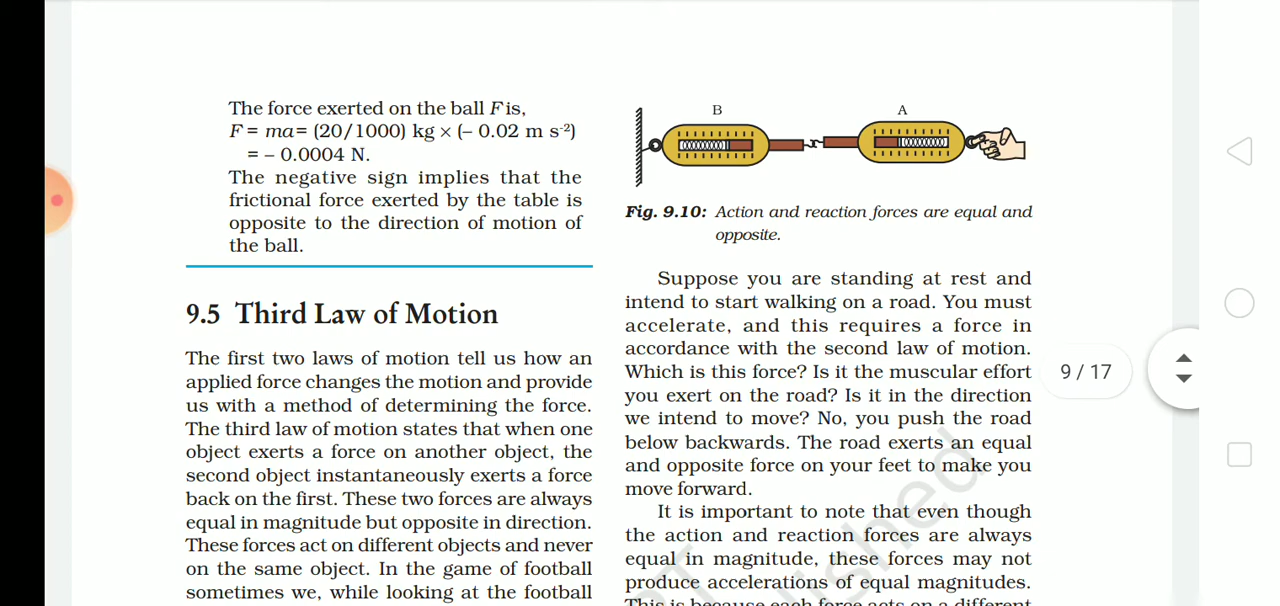 The force exerted on the ball F is,
F = ma= (20/1000) kg × (– 0.02 m s-2)
= – 0.0004 N.
The negative sign implies that the
frictional force exerted by the table is
opposite to the direction of motion of
the ball.
9.5 Third Law of Motion
The first two laws of motion tell us how an
applied force changes the motion and provide
us with a method of determining the force.
The third law of motion states that when one
object exerts a force on another object, the
second object instantaneously exerts a force
back on the first. These two forces are always
equal in magnitude but opposite in direction.
These forces act on different objects and never
on the same object. In the game of football
sometimes we, while looking at the football
B
A
Fig. 9.10: Action and reaction forces are equal and
opposite.
Suppose you are standing at rest and
intend to start walking on a road. You must
accelerate, and this requires a force in
accordance with the second law of motion.
Which is this force? Is it the muscular effort
you exert on the road? Is it in the direction
we intend to move? No, you push the road
below backwards. The road exerts an equal
and opposite force on your feet to make you
move forward.
It is important to note that even though
the action and reaction forces are always
equal in magnitude, these forces may not
produce accelerations of equal magnitudes.
This is because each force acts on a different
9 / 17